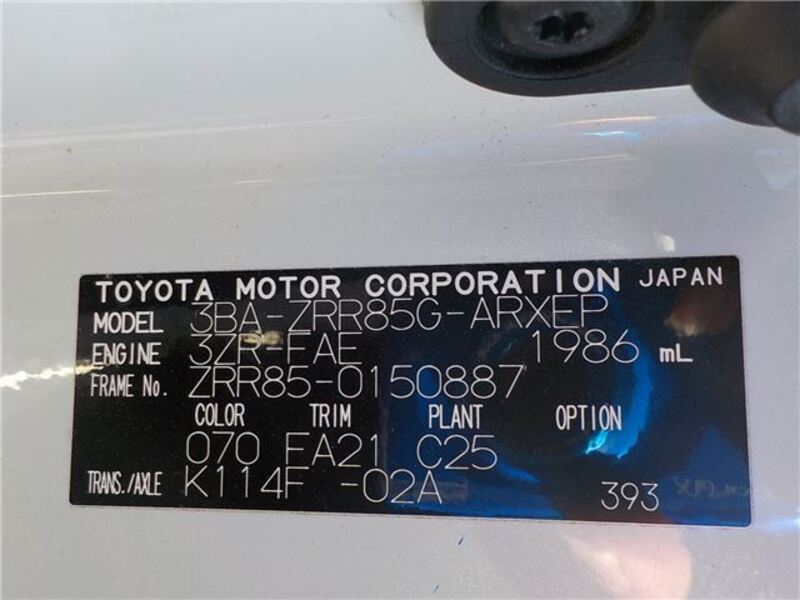 TOYOTA MOTOR CORPORATION JAPAN
MODEL 3BA-ZRR85G-ARXEP
ENGINE 3ZR-FAE 1986 mL
FRAME No. ZRR85-0150887
COLOR TRIM PLANT OPTION
070 FA21 C25
TRANS./AXLE K114F -02A 393